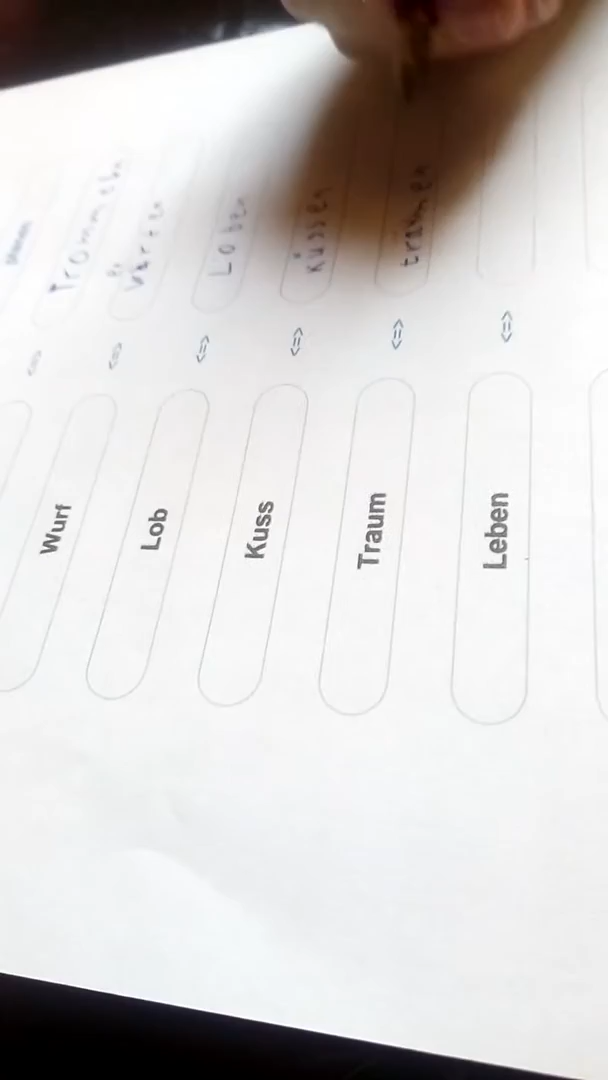 Trommeln
Wurf <=>
Lob <=> Loben
Kuss <=> Küssen
Traum <=> träumen
Leben <=>